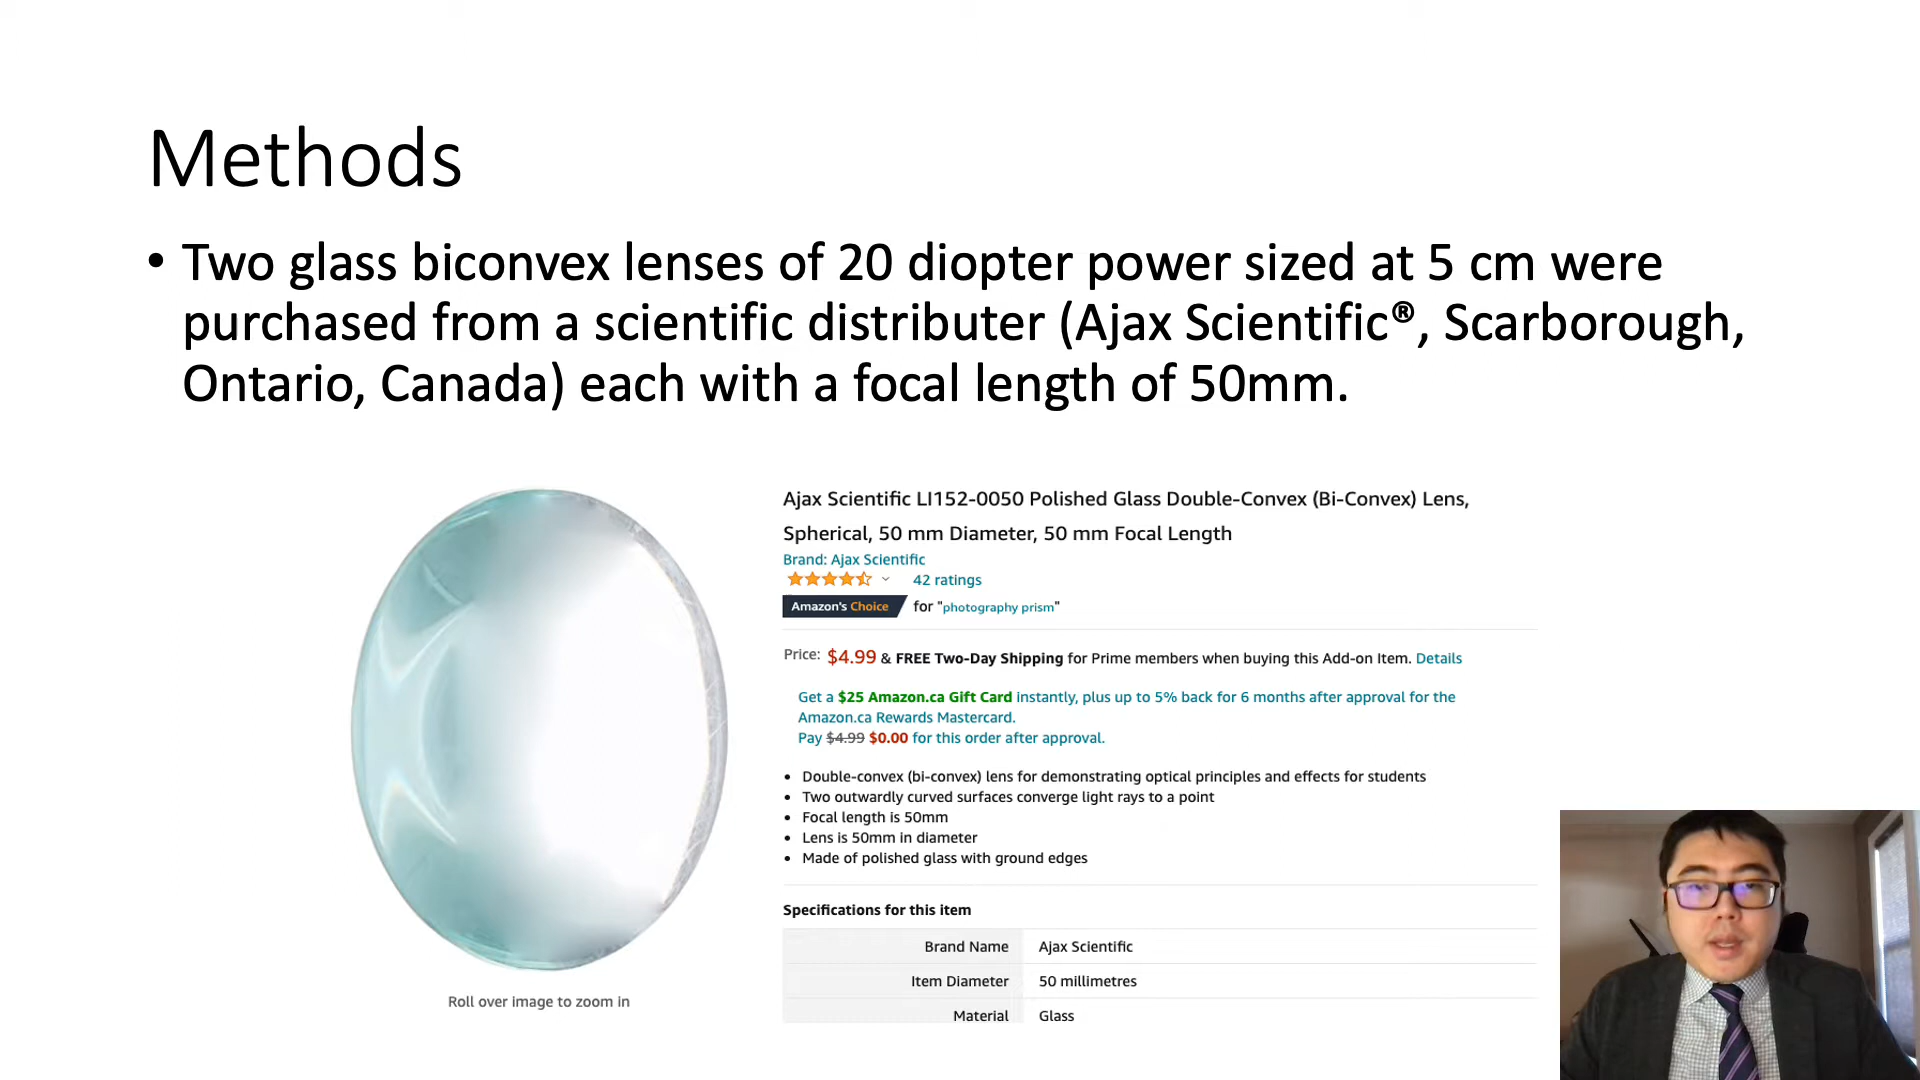 Methods
• Two glass biconvex lenses of 20 diopter power sized at 5 cm were
purchased from a scientific distributer (Ajax Scientific®, Scarborough,
Ontario, Canada) each with a focal length of 50mm.
Ajax Scientific LI152-0050 Polished Glass Double-Convex (Bi-Convex) Lens,
Spherical, 50 mm Diameter, 50 mm Focal Length
Brand: Ajax Scientific
42 ratings
Amazon's Choice for "photography prism"
Price: $4.99 & FREE Two-Day Shipping for Prime members when buying this Add-on Item. Details
Get a $25 Amazon.ca Gift Card instantly, plus up to 5% back for 6 months after approval for the
Amazon.ca Rewards Mastercard.
Pay $4.99 $0.00 for this order after approval.
• Double-convex (bi-convex) lens for demonstrating optical principles and effects for students
• Two outwardly curved surfaces converge light rays to a point
• Focal length is 50mm
• Lens is 50mm in diameter
• Made of polished glass with ground edges
Specifications for this item
Brand Name Ajax Scientific
Item Diameter 50 millimetres
Material Glass
Roll over image to zoom in